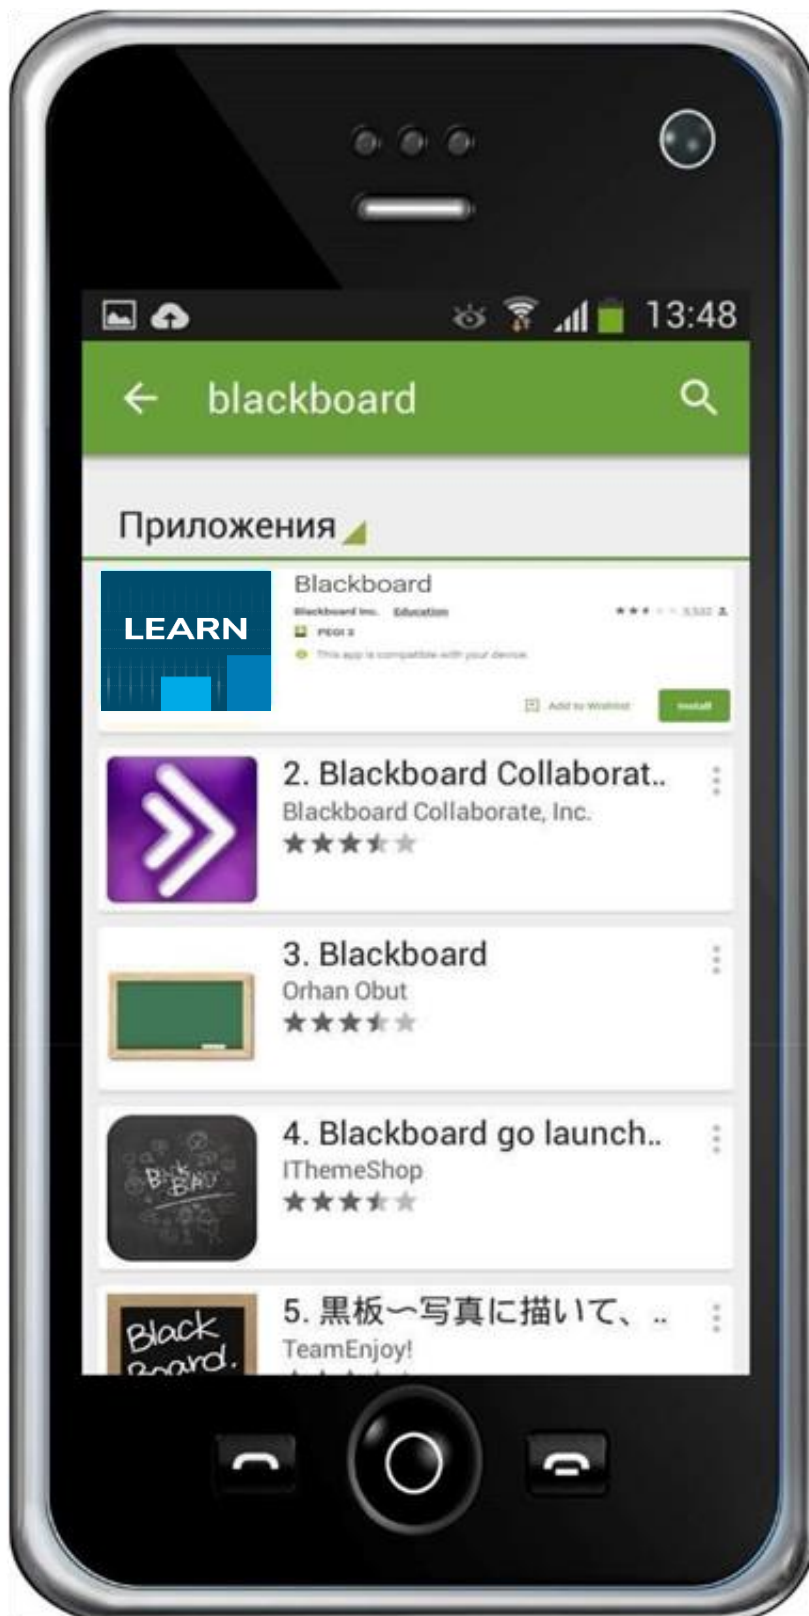 13:48
blackboard
Приложения
LEARN
Blackboard
Blackboard Inc. Education
PEGI 3
This app is compatible with your device.
Add to Wishlist Install
2. Blackboard Collaborat..
Blackboard Collaborate, Inc.
3. Blackboard
Orhan Obut
4. Blackboard go launch..
IThemeShop
Black
Board.
5. 黒板〜写真に描いて、..
TeamEnjoy!